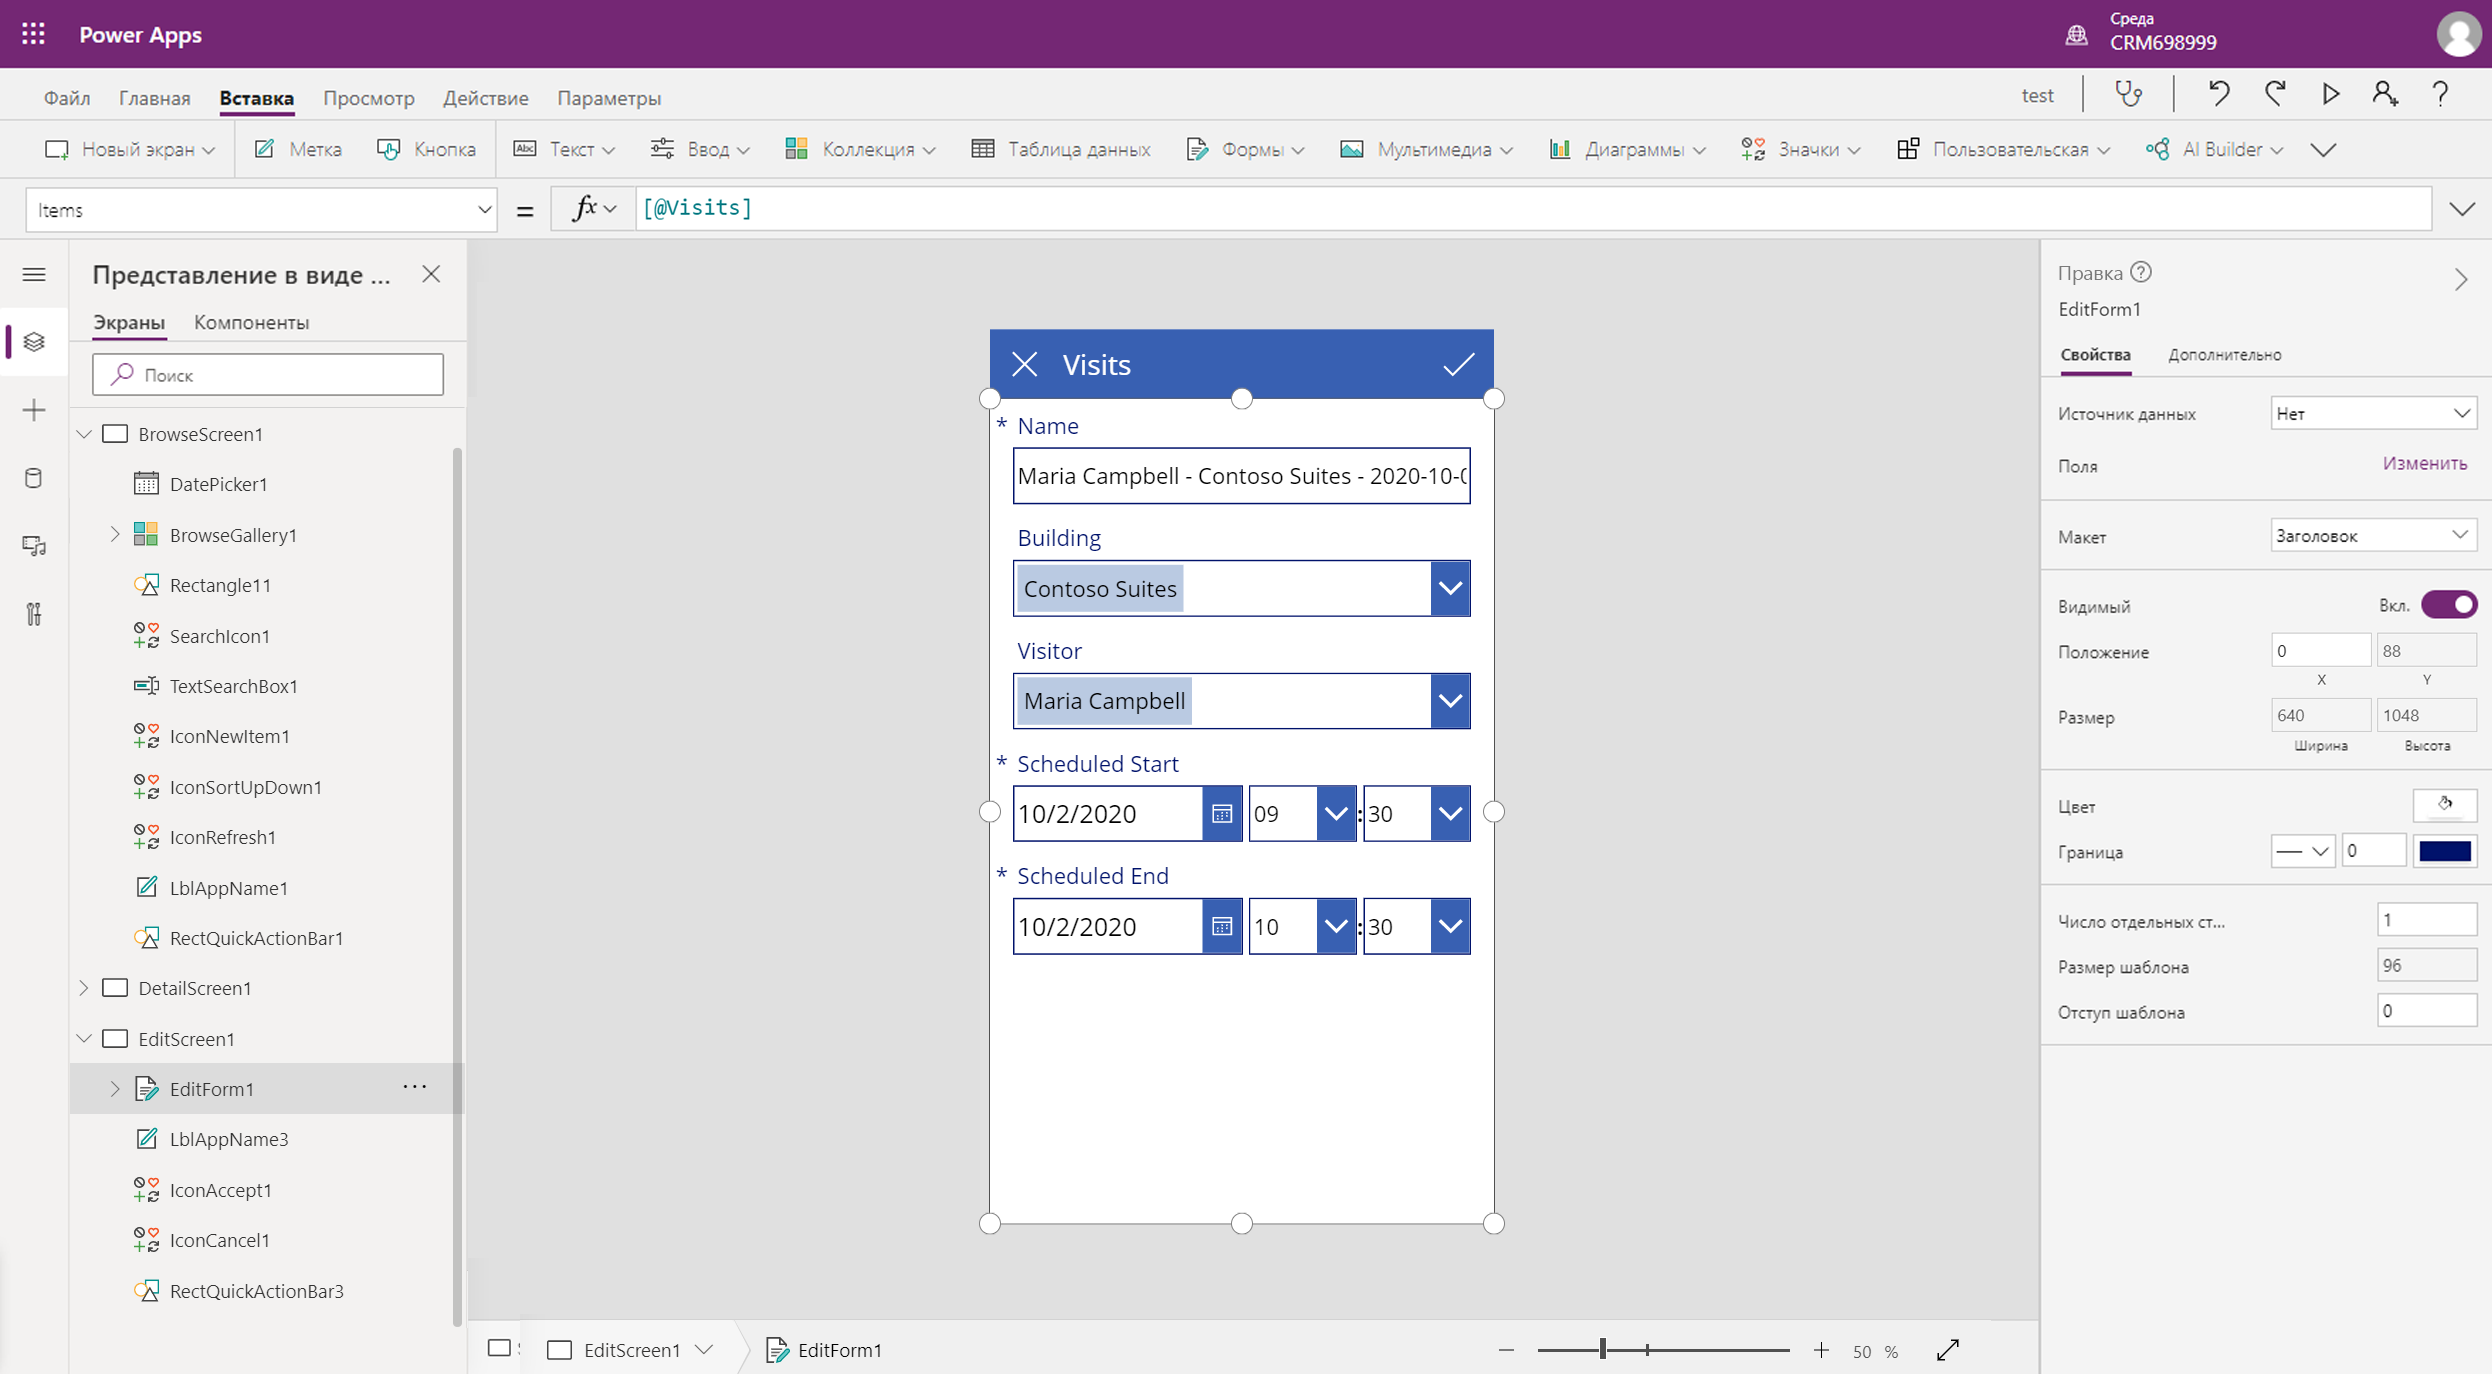 Power Apps
Среда
CRM698999
Файл Главная Вставка Просмотр Действие Параметры
test
Новый экран Метка Кнопка Abc Текст Ввод Коллекция Таблица данных Формы Мультимедиа Диаграммы Значки Пользовательская AI Builder
Items = fx [@Visits]
Представление в виде ...
Экраны Компоненты
Поиск
BrowseScreen1
DatePicker1
BrowseGallery1
Rectangle11
SearchIcon1
TextSearchBox1
IconNewItem1
IconSortUpDown1
IconRefresh1
LblAppName1
RectQuickActionBar1
DetailScreen1
EditScreen1
EditForm1 ...
LblAppName3
IconAccept1
IconCancel1
RectQuickActionBar3
Visits
* Name
Maria Campbell - Contoso Suites - 2020-10-0
Building
Contoso Suites
Visitor
Maria Campbell
* Scheduled Start
10/2/2020 09 : 30
* Scheduled End
10/2/2020 10 : 30
EditScreen1 EditForm1
50 %
Правка
EditForm1
Свойства Дополнительно
Источник данных Нет
Поля Изменить
Макет Заголовок
Видимый Вкл.
Положение 0 88
X Y
Размер 640 1048
Ширина Высота
Цвет
Граница 0
Число отдельных ст... 1
Размер шаблона 96
Отступ шаблона 0